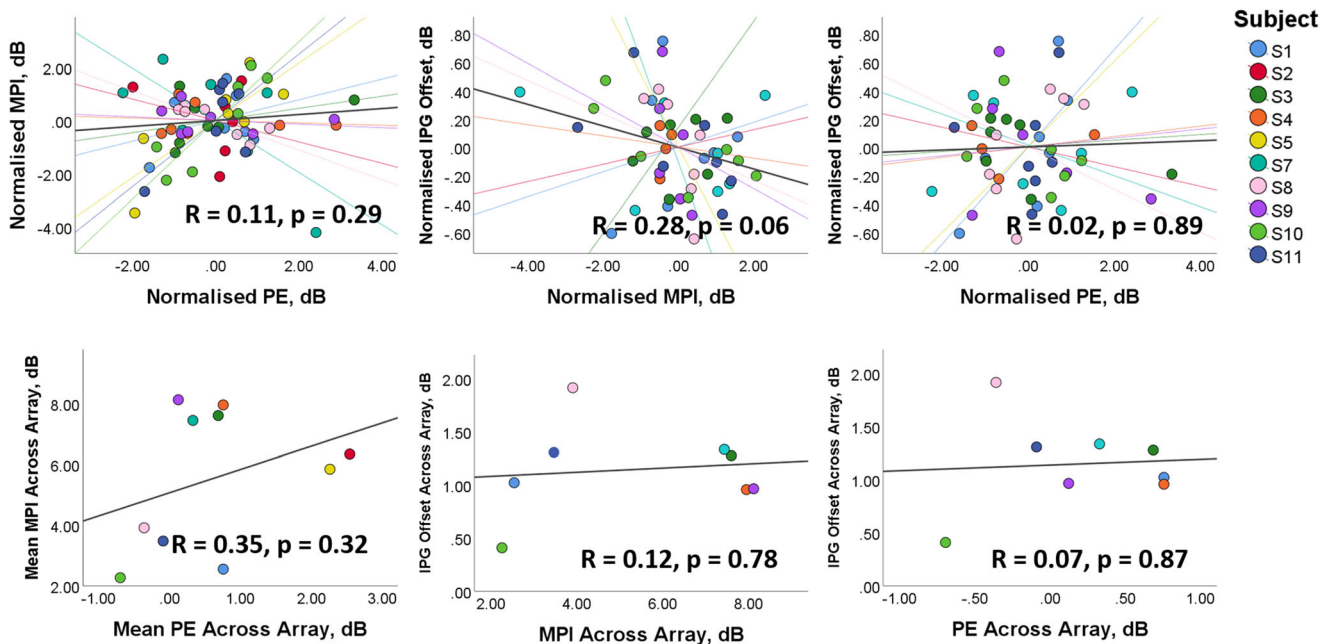 Normalised MPI, dB
2.00
.00
-2.00
-4.00
R = 0.11, p = 0.29
-2.00 .00 2.00 4.00
Normalised PE, dB
Normalised IPG Offset, dB
.80
.60
.40
.20
.00
-.20
-.40
-.60
R = 0.28, p = 0.06
-4.00 -2.00 .00 2.00
Normalised MPI, dB
Normalised IPG Offset, dB
.80
.60
.40
.20
.00
-.20
-.40
-.60
R = 0.02, p = 0.89
-2.00 .00 2.00 4.00
Normalised PE, dB
Subject
S1
S2
S3
S4
S5
S7
S8
S9
S10
S11
Mean MPI Across Array, dB
8.00
6.00
4.00
2.00
R = 0.35, p = 0.32
-1.00 .00 1.00 2.00 3.00
Mean PE Across Array, dB
IPG Offset Across Array, dB
2.00
1.50
1.00
.50
.00
R = 0.12, p = 0.78
2.00 4.00 6.00 8.00
MPI Across Array, dB
IPG Offset Across Array, dB
2.00
1.50
1.00
.50
.00
R = 0.07, p = 0.87
-1.00 -.50 .00 .50 1.00
PE Across Array, dB